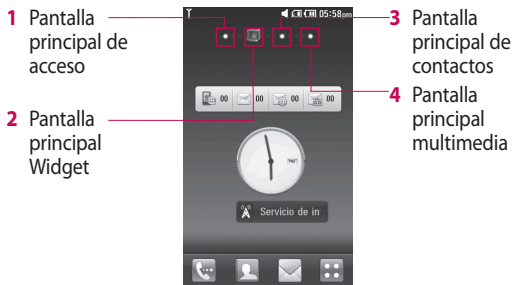 1 Pantalla
principal de
acceso
2 Pantalla
principal
Widget
05:58pm
00 00 00 00
Servicio de in
3 Pantalla
principal de
contactos
4 Pantalla
principal
multimedia